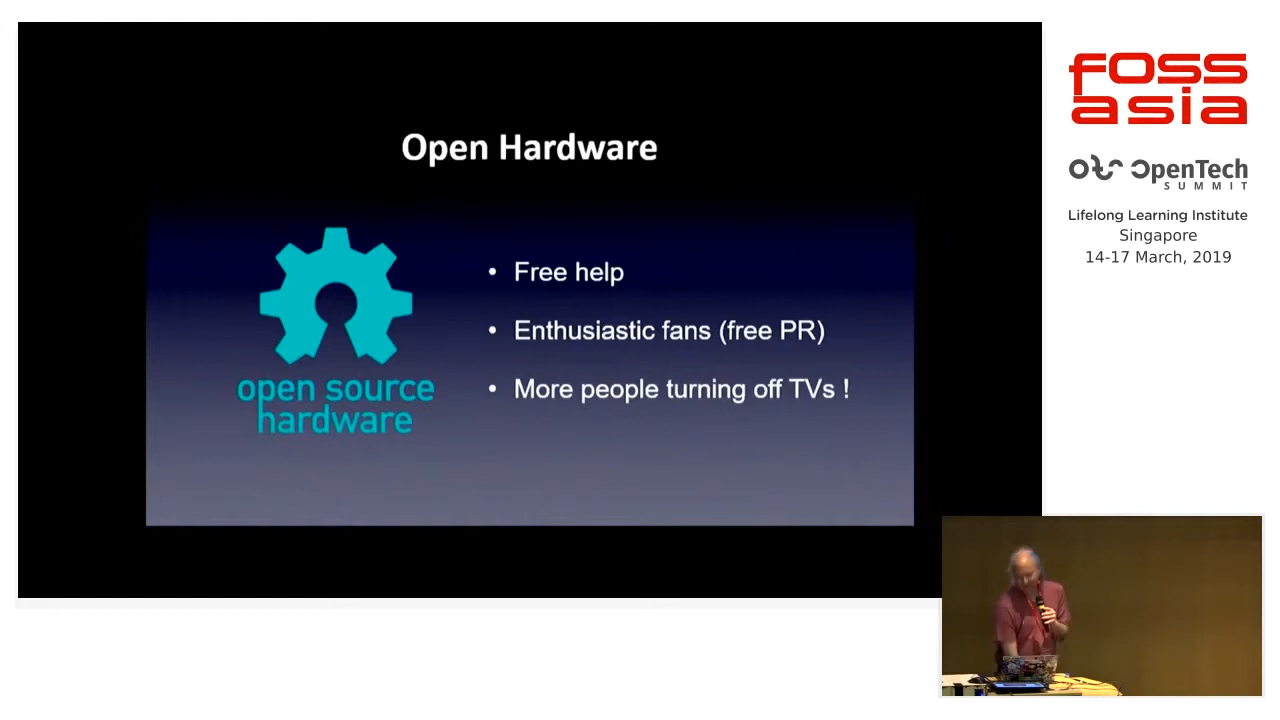 Open Hardware
open source
hardware
• Free help
• Enthusiastic fans (free PR)
• More people turning off TVs !
fOSS
asia
OpenTech
SUMMIT
Lifelong Learning Institute
Singapore
14-17 March, 2019